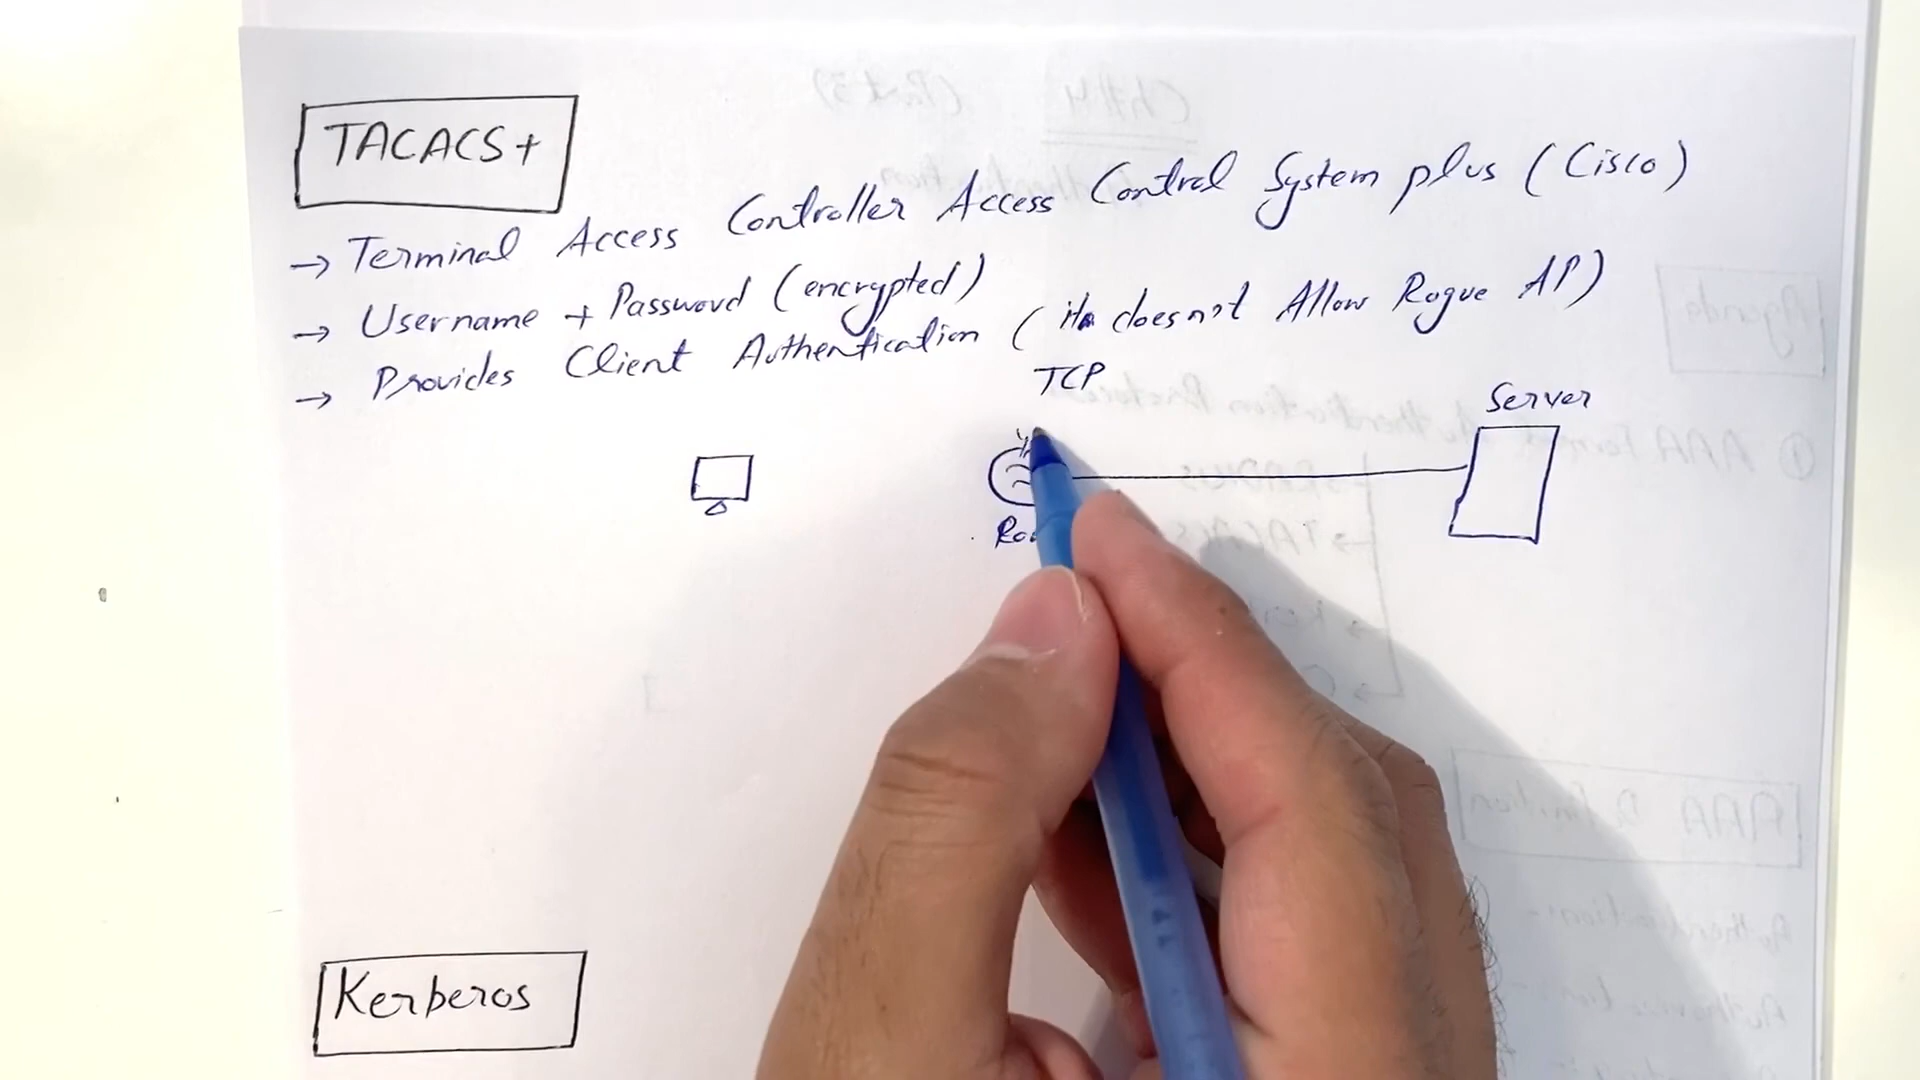 TACACS+
→ Terminal Access Controller Access Control System plus (Cisco)
→ Username + Password (encrypted)
→ Provides Client Authentication (it doesnot Allow Rogue AP)
TCP
Server
Kerberos